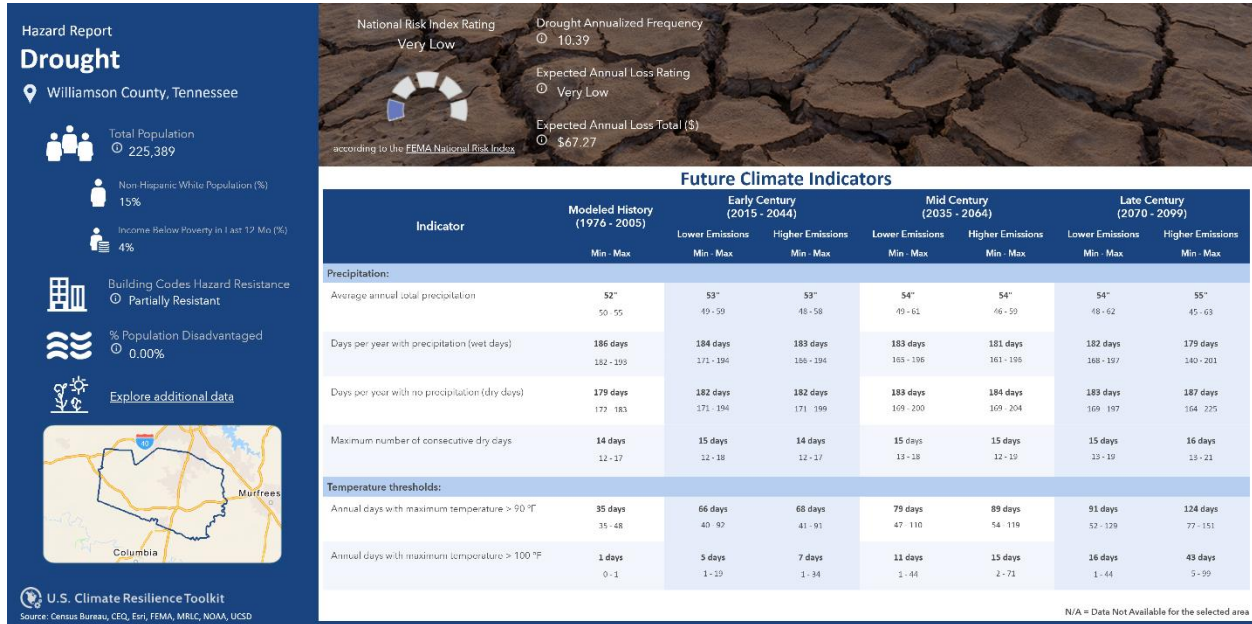 Hazard Report
Drought
Williamson County, Tennessee
Total Population
225,389
Non-Hispanic White Population (%)
15%
Income Below Poverty in Last 12 Mo (%)
4%
Building Codes Hazard Resistance
Partially Resistant
% Population Disadvantaged
0.00%
Explore additional data
40
Murfrees
Columbia
U.S. Climate Resilience Toolkit
Source: Census Bureau, CEQ, Esri, FEMA, MRLC, NOAA, UCSD
National Risk Index Rating
Very Low
according to the FEMA National Risk Index
Drought Annualized Frequency
10.39
Expected Annual Loss Rating
Very Low
Expected Annual Loss Total ($)
$67.27
Future Climate Indicators
Indicator
Modeled History (1976 - 2005)
Early Century (2015 - 2044)
Mid Century (2035 - 2064)
Late Century (2070 - 2099)
Lower Emissions Higher Emissions Lower Emissions Higher Emissions Lower Emissions Higher Emissions
Min - Max Min - Max Min - Max Min - Max Min - Max Min - Max Min - Max
Precipitation:
Average annual total precipitation 52" 53" 53" 54" 54" 54" 55"
50 - 55 49 - 59 48 - 58 49 - 61 46 - 59 48 - 62 45 - 63
Days per year with precipitation (wet days) 186 days 184 days 183 days 183 days 181 days 182 days 179 days
182 - 193 171 - 194 166 - 194 165 - 196 161 - 196 168 - 197 140 - 201
Days per year with no precipitation (dry days) 179 days 182 days 182 days 183 days 184 days 183 days 187 days
172 - 183 171 - 194 171 - 199 169 - 200 169 - 204 169 - 197 164 - 225
Maximum number of consecutive dry days 14 days 15 days 14 days 15 days 15 days 15 days 16 days
12 - 17 12 - 18 12 - 17 13 - 18 12 - 19 13 - 19 13 - 21
Temperature thresholds:
Annual days with maximum temperature > 90 °F 35 days 66 days 68 days 79 days 89 days 91 days 124 days
35 - 48 40 - 92 41 - 91 47 - 110 54 - 119 52 - 129 77 - 151
Annual days with maximum temperature > 100 °F 1 days 5 days 7 days 11 days 15 days 16 days 43 days
0 - 1 1 - 19 1 - 34 1 - 44 2 - 71 1 - 44 5 - 99
N/A = Data Not Available for the selected area